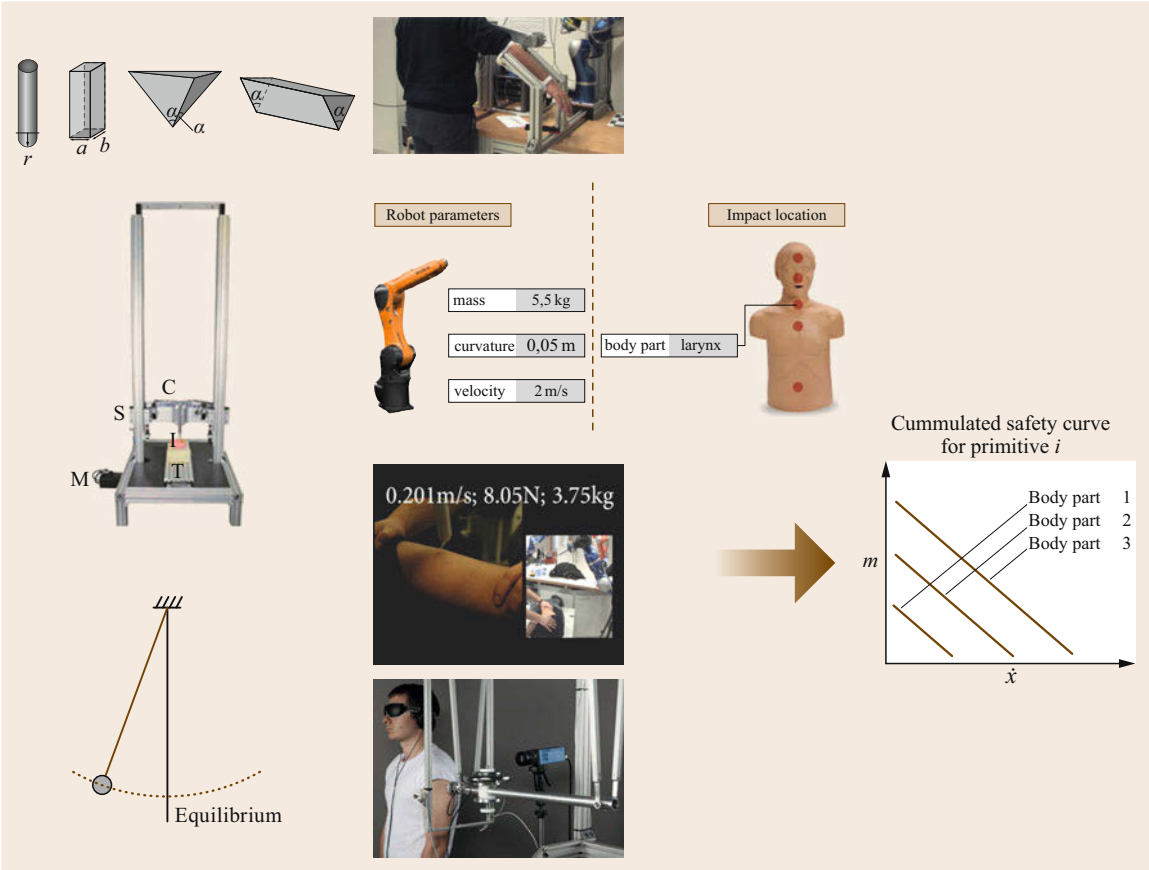 r
a
b
α
α
α
α
Robot parameters
Impact location
mass 5,5 kg
curvature 0,05 m
velocity 2 m/s
body part larynx
C
S
I
T
M
0.201m/s; 8.05N; 3.75kg
Equilibrium
Cummulated safety curve
for primitive i
Body part 1
Body part 2
Body part 3
m
ẋ